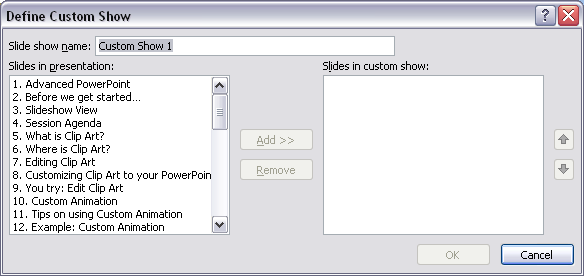 Define Custom Show
Slide show name: Custom Show 1
Slides in presentation:
Slides in custom show:
1. Advanced PowerPoint
2. Before we get started...
3. Slideshow View
4. Session Agenda
5. What is Clip Art?
6. Where is Clip Art?
7. Editing Clip Art
8. Customizing Clip Art to your PowerPoin
9. You try: Edit Clip Art
10. Custom Animation
11. Tips on using Custom Animation
12. Example: Custom Animation
Add >>
Remove
OK
Cancel